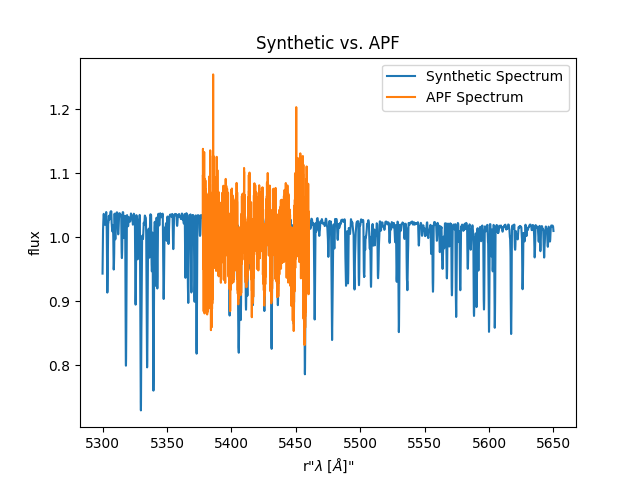 Synthetic vs. APF
Synthetic Spectrum
APF Spectrum
flux
1.2
1.1
1.0
0.9
0.8
5300 5350 5400 5450 5500 5550 5600 5650
r"λ [Å]"